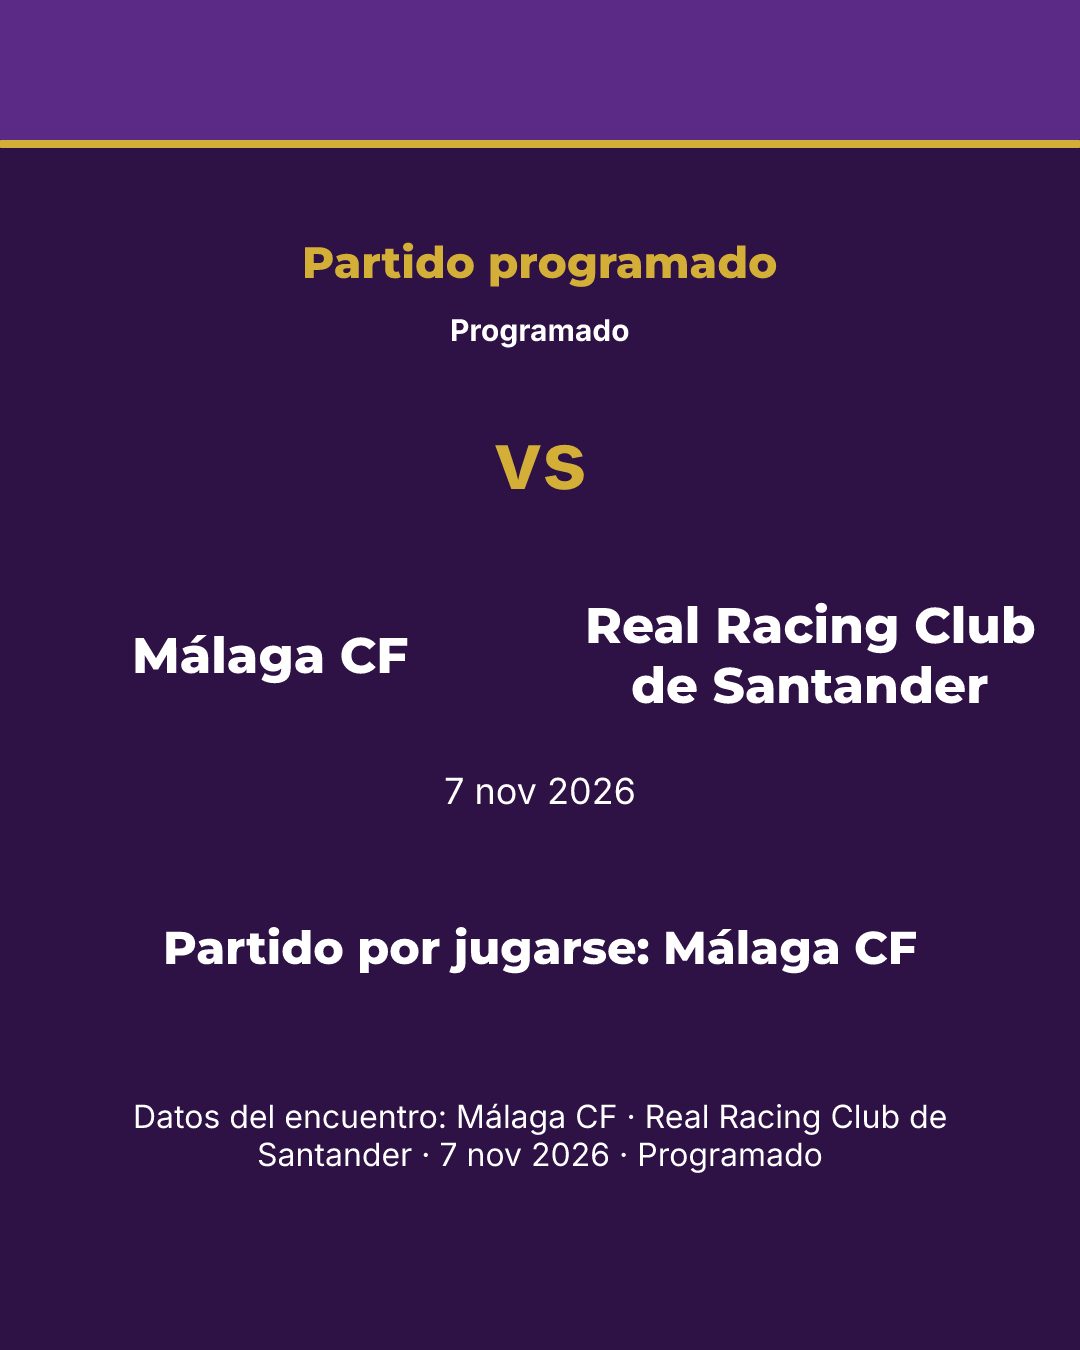 Partido programado
Programado
VS
Málaga CF
Real Racing Club
de Santander
7 nov 2026
Partido por jugarse: Málaga CF
Datos del encuentro: Málaga CF · Real Racing Club de
Santander · 7 nov 2026 · Programado